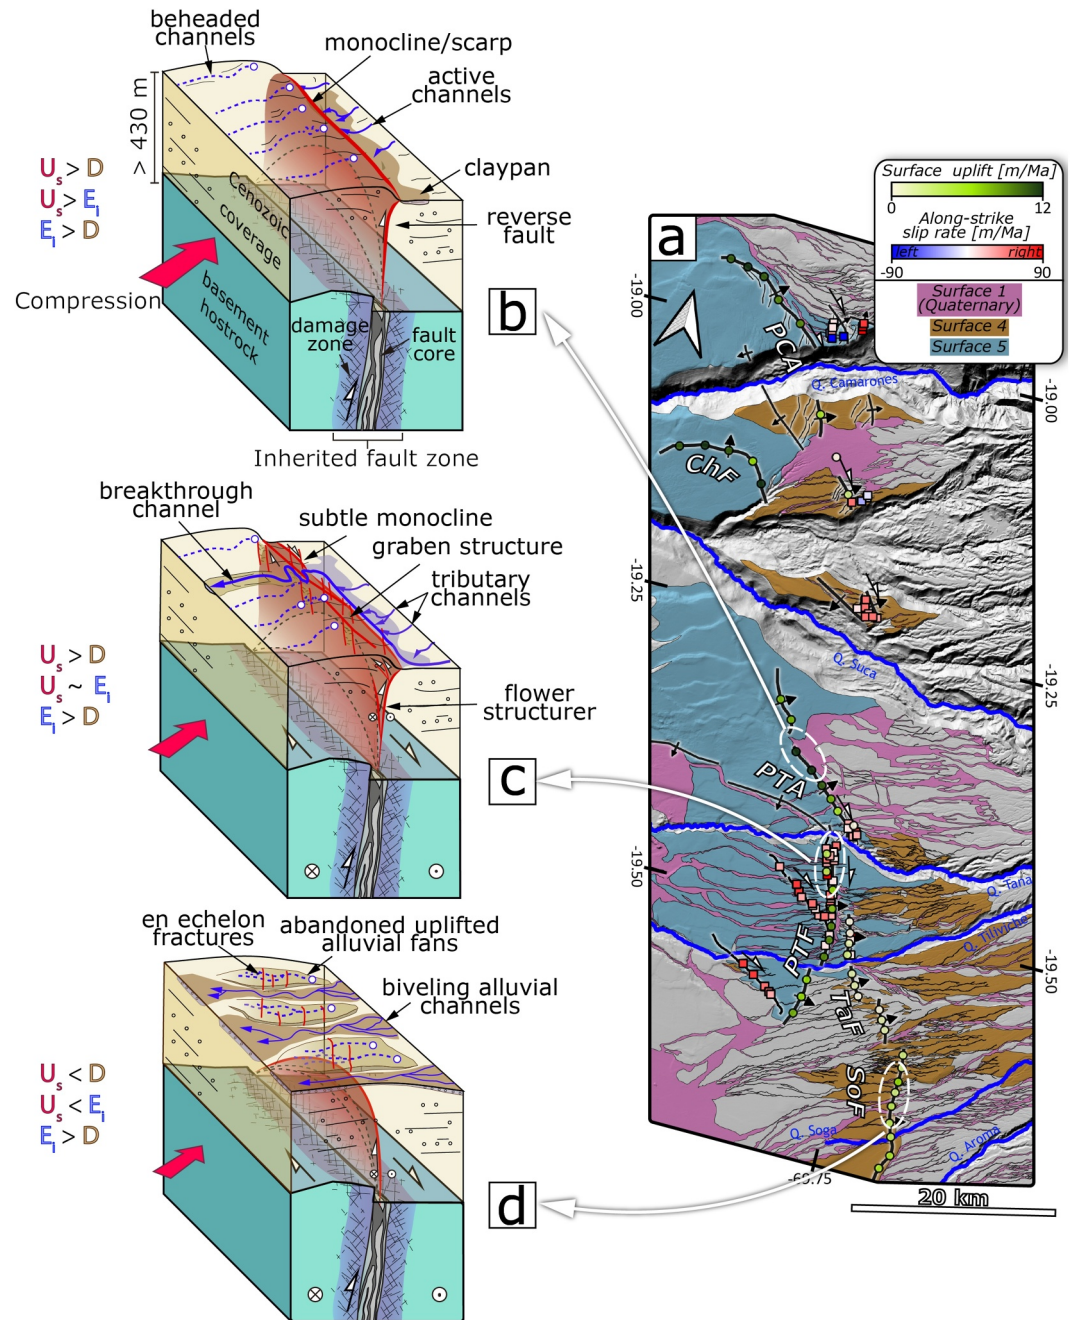 beheaded
channels
monocline/scarp
active
channels
> 430 m
claypan
Us > D
Us > Ei
Ei > D
Cenozoic
coverage
reverse
fault
Compression
basement
hostrock
damage
zone
fault
core
b
Inherited fault zone
breakthrough
channel
subtle monocline
graben structure
tributary
channels
Us > D
Us ~ Ei
Ei > D
flower
structurer
c
en echelon
fractures
abandoned uplifted
alluvial fans
biveling alluvial
channels
Us < D
Us < Ei
Ei > D
d
a
Surface uplift [m/Ma]
0 12
Along-strike
slip rate [m/Ma]
left right
-90 90
Surface 1
(Quaternary)
Surface 4
Surface 5
-19.00
-19.00
PCA
Q. Camarones
ChF
-19.25
Q. Suca
-19.25
PTA
-19.50
Q. Tana
Q. Tiliviche
PTF
-19.50
TaF
SoF
Q. Soga
Q. Aroma
-69.75
20 km